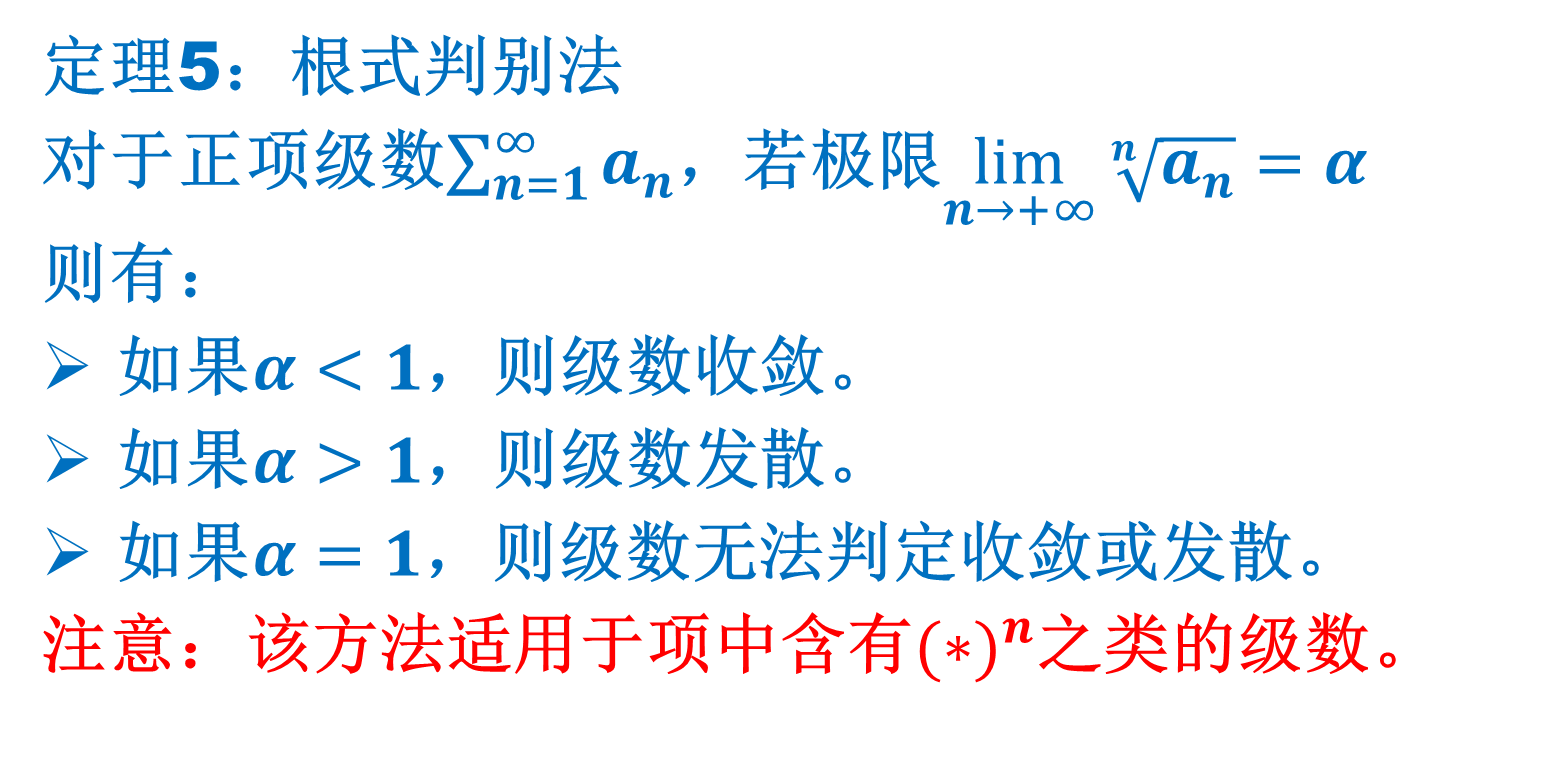 定理5：根式判别法
对于正项级数∑_{n=1}^{∞} a_n，若极限 lim_{n→+∞} \sqrt[n]{a_n} = α
则有：
➢ 如果α < 1，则级数收敛。
➢ 如果α > 1，则级数发散。
➢ 如果α = 1，则级数无法判定收敛或发散。
注意：该方法适用于项中含有(∗)^n之类的级数。